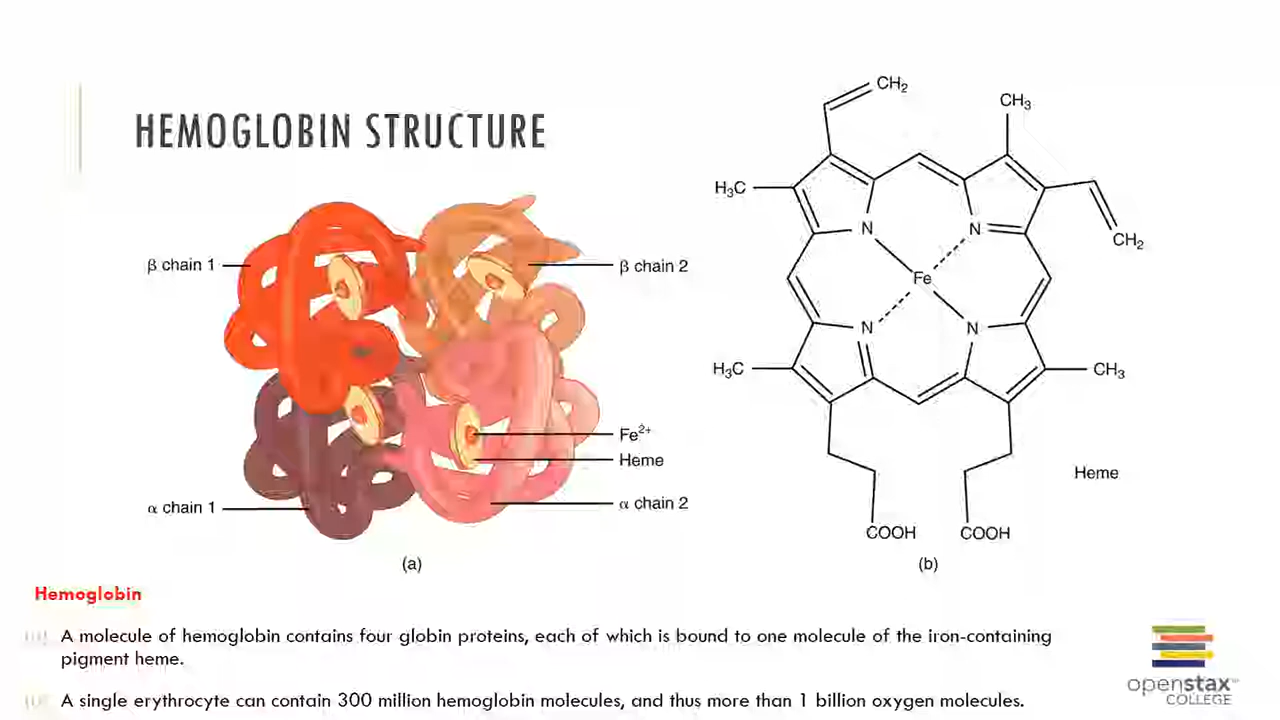 HEMOGLOBIN STRUCTURE
β chain 1
β chain 2
Fe²⁺
Heme
α chain 1
α chain 2
(a)
CH₂
CH₃
H₃C
CH₂
N
N
Fe
N
N
H₃C
CH₃
Heme
COOH
COOH
(b)
Hemoglobin
A molecule of hemoglobin contains four globin proteins, each of which is bound to one molecule of the iron-containing
pigment heme.
A single erythrocyte can contain 300 million hemoglobin molecules, and thus more than 1 billion oxygen molecules.
openstax™
COLLEGE